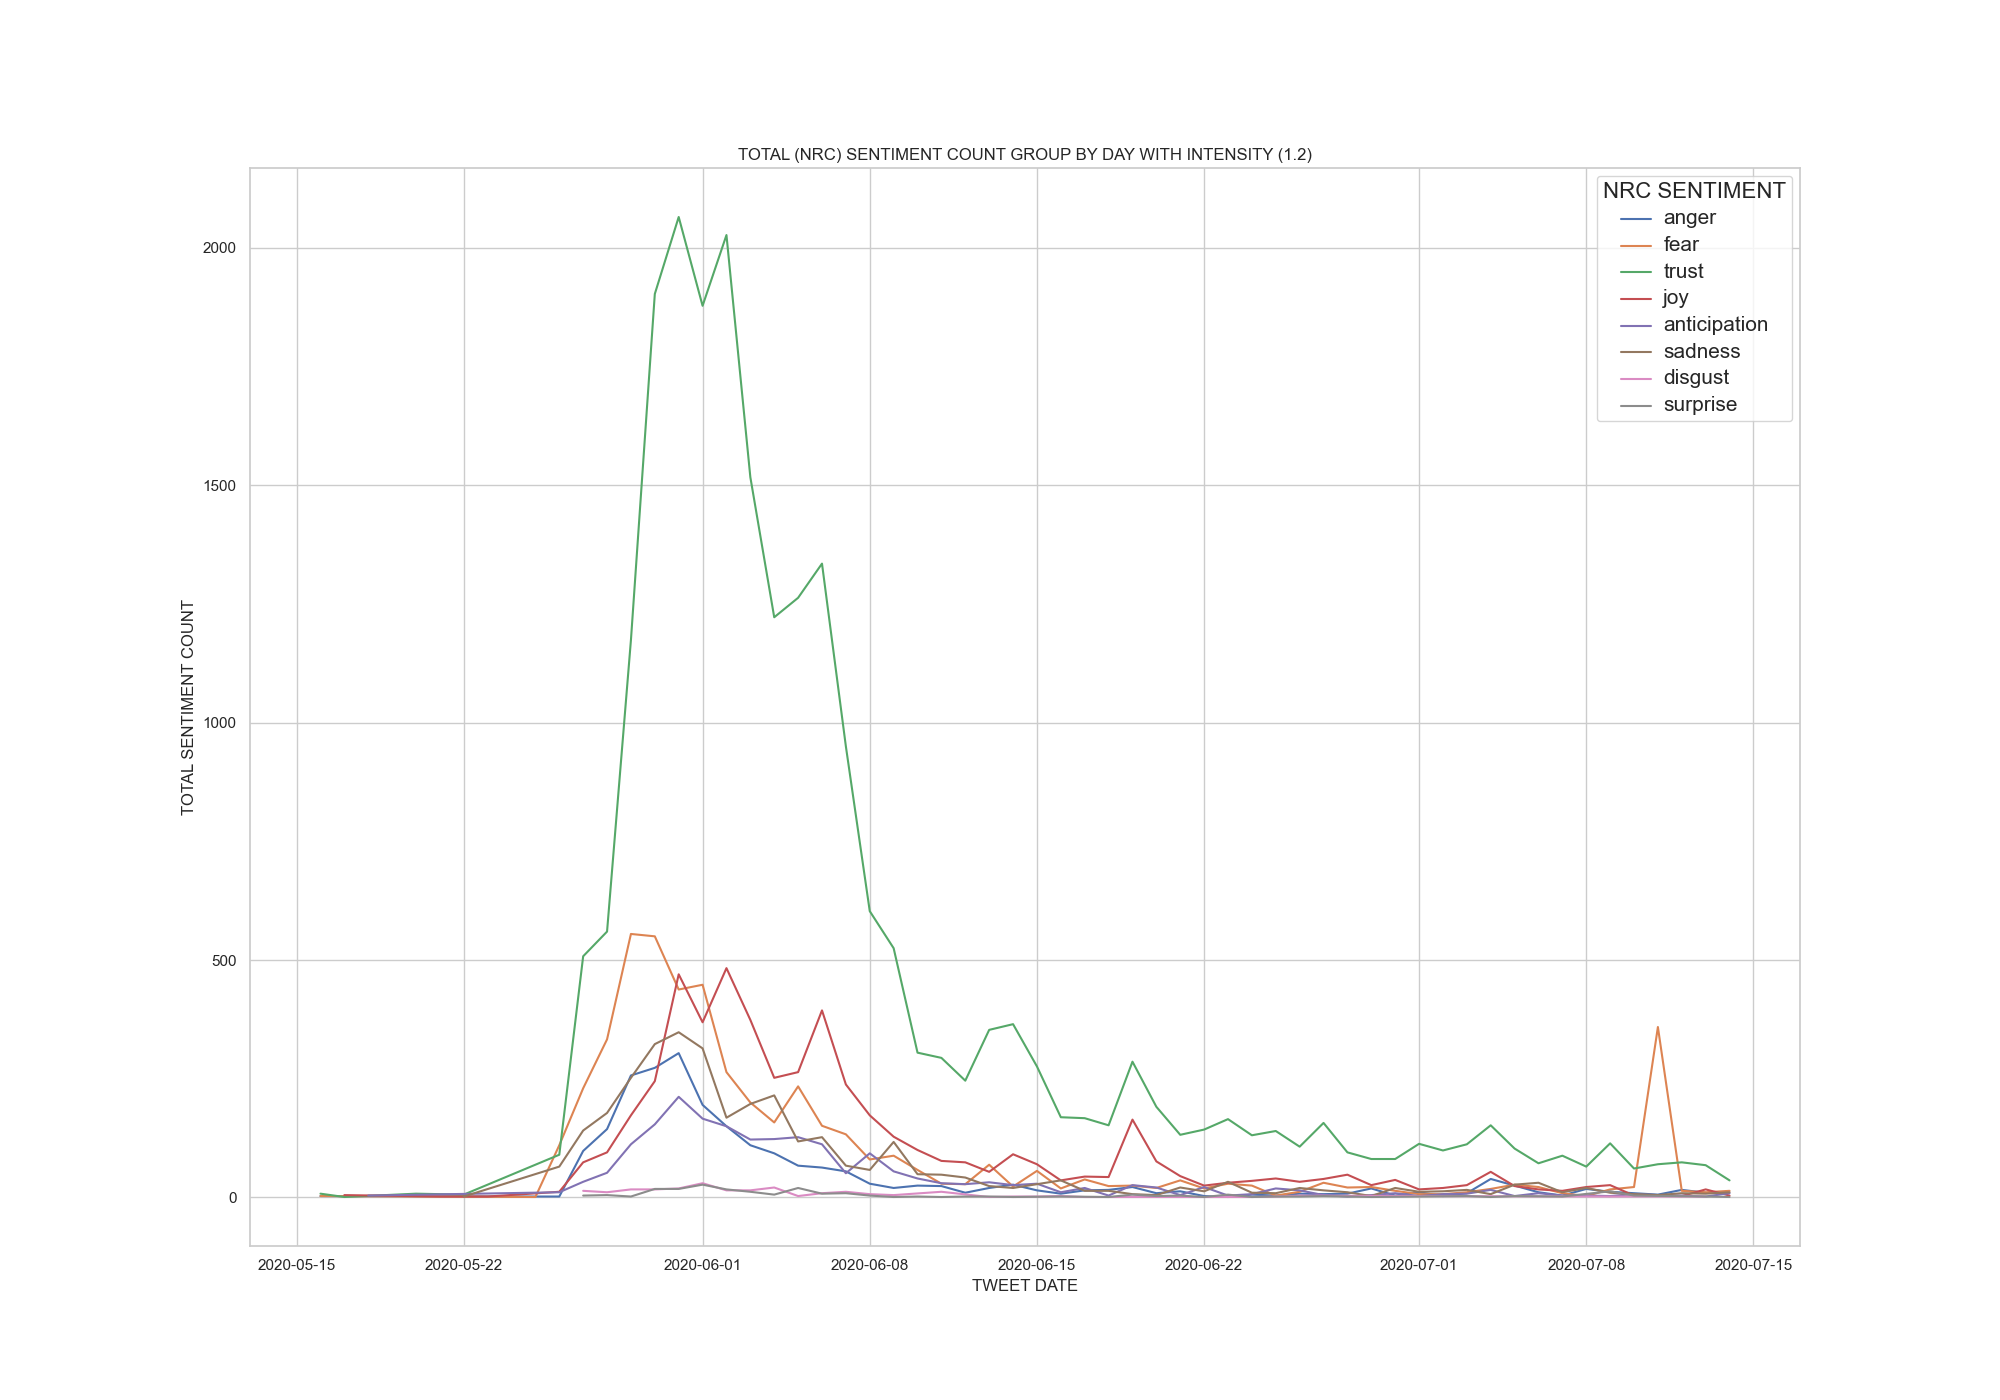 TOTAL (NRC) SENTIMENT COUNT GROUP BY DAY WITH INTENSITY (1.2)
NRC SENTIMENT
anger
fear
trust
joy
anticipation
sadness
disgust
surprise
2000
1500
1000
500
0
TOTAL SENTIMENT COUNT
2020-05-15 2020-05-22 2020-06-01 2020-06-08 2020-06-15 2020-06-22 2020-07-01 2020-07-08 2020-07-15
TWEET DATE